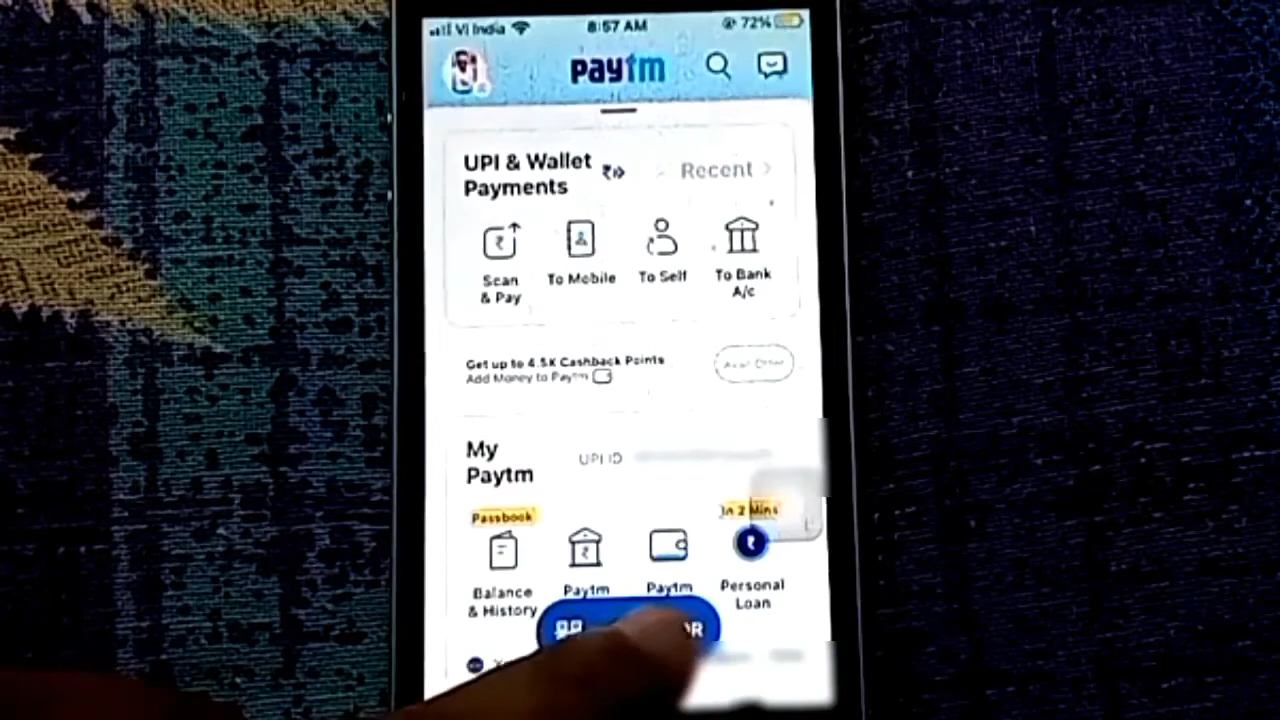 Vi India 8:57 AM 72%
paytm
UPI & Wallet
Payments
Recent
Scan
& Pay
To Mobile
To Self
To Bank
A/c
Get up to 4.5K Cashback Points
Add Money to Paytm
My
Paytm
UPI ID
Passbook
In 2 Mins
Balance
& History
Paytm
Paytm
Personal
Loan